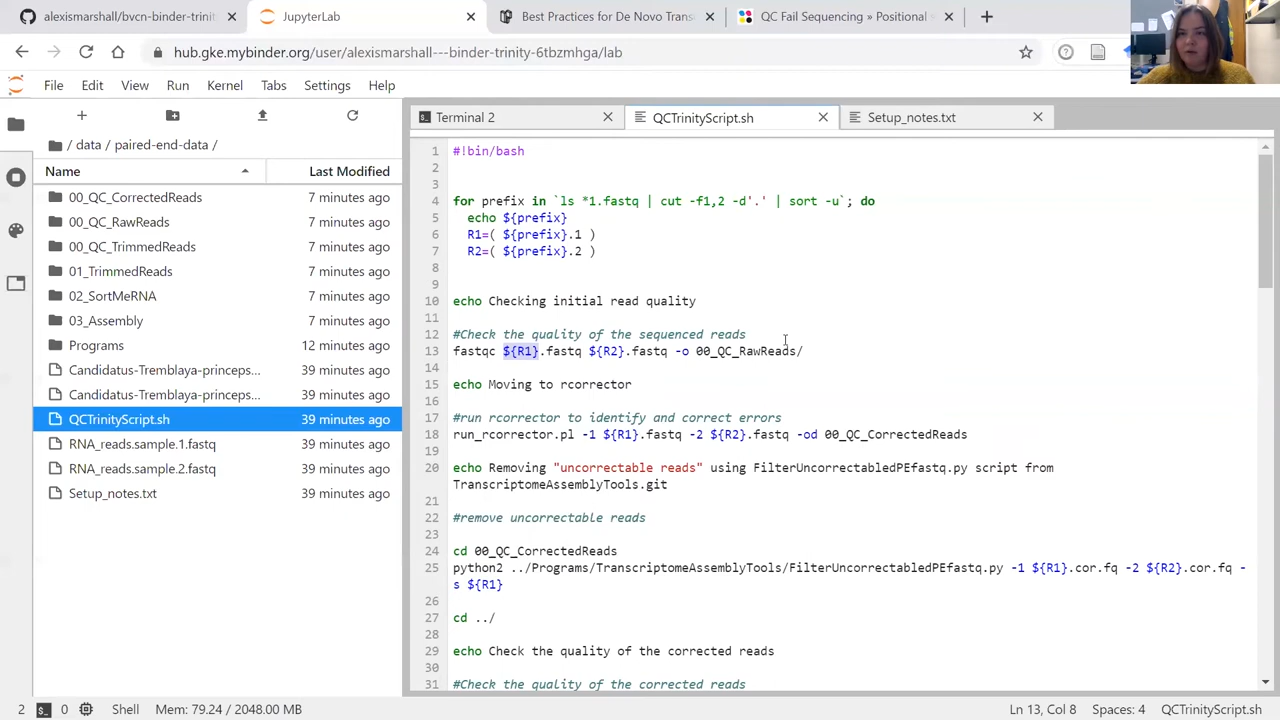 alexismarshall/bvcn-binder-trinit
JupyterLab
Best Practices for De Novo Trans
QC Fail Sequencing » Positional
hub.gke.mybinder.org/user/alexismarshall---binder-trinity-6tbzmhga/lab
File Edit View Run Kernel Tabs Settings Help
/ data / paired-end-data /
Name Last Modified
00_QC_CorrectedReads 7 minutes ago
00_QC_RawReads 7 minutes ago
00_QC_TrimmedReads 7 minutes ago
01_TrimmedReads 7 minutes ago
02_SortMeRNA 7 minutes ago
03_Assembly 7 minutes ago
Programs 7 minutes ago
Candidatus-Tremblaya-princeps... 39 minutes ago
Candidatus-Tremblaya-princeps... 39 minutes ago
QCTrinityScript.sh 39 minutes ago
RNA_reads.sample.1.fastq 39 minutes ago
RNA_reads.sample.2.fastq 39 minutes ago
Setup_notes.txt 39 minutes ago
Terminal 2 QCTrinityScript.sh Setup_notes.txt
1 #!bin/bash
2
3
4 for prefix in `ls *1.fastq | cut -f1,2 -d'.' | sort -u`; do
5 echo ${prefix}
6 R1=( ${prefix}.1 )
7 R2=( ${prefix}.2 )
8
9
10 echo Checking initial read quality
11
12 #Check the quality of the sequenced reads
13 fastqc ${R1}.fastq ${R2}.fastq -o 00_QC_RawReads/
14
15 echo Moving to rcorrector
16
17 #run rcorrector to identify and correct errors
18 run_rcorrector.pl -1 ${R1}.fastq -2 ${R2}.fastq -od 00_QC_CorrectedReads
19
20 echo Removing "uncorrectable reads" using FilterUncorrectabledPEfastq.py script from
TranscriptomeAssemblyTools.git
21
22 #remove uncorrectable reads
23
24 cd 00_QC_CorrectedReads
25 python2 ../Programs/TranscriptomeAssemblyTools/FilterUncorrectabledPEfastq.py -1 ${R1}.cor.fq -2 ${R2}.cor.fq -
s ${R1}
26
27 cd ../
28
29 echo Check the quality of the corrected reads
30
31 #Check the quality of the corrected reads
2 0 Shell Mem: 79.24 / 2048.00 MB Ln 13, Col 8 Spaces: 4 QCTrinityScript.sh